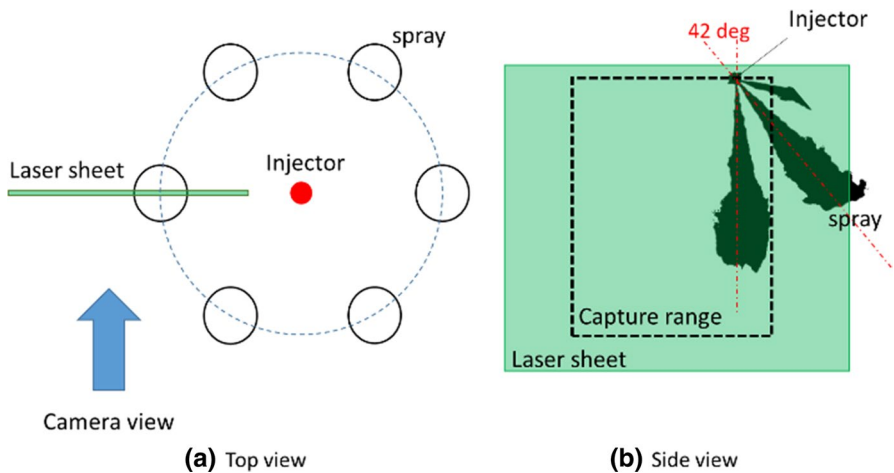 spray
Laser sheet
Injector
Camera view
(a) Top view
42 deg
Injector
spray
Capture range
Laser sheet
(b) Side view